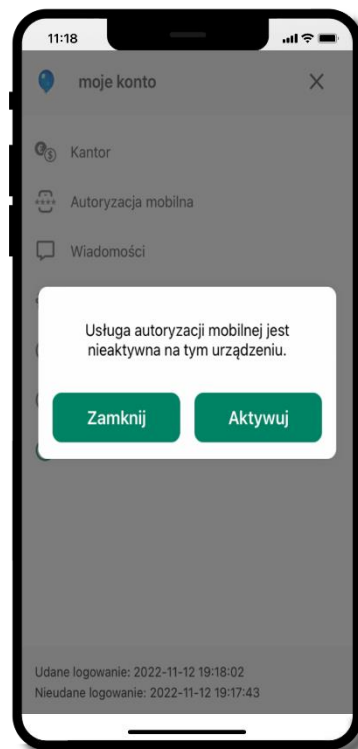 11:18
moje konto
Kantor
Autoryzacja mobilna
Wiadomości
Usługa autoryzacji mobilnej jest
nieaktywna na tym urządzeniu.
Zamknij
Aktywuj
Udane logowanie: 2022-11-12 19:18:02
Nieudane logowanie: 2022-11-12 19:17:43